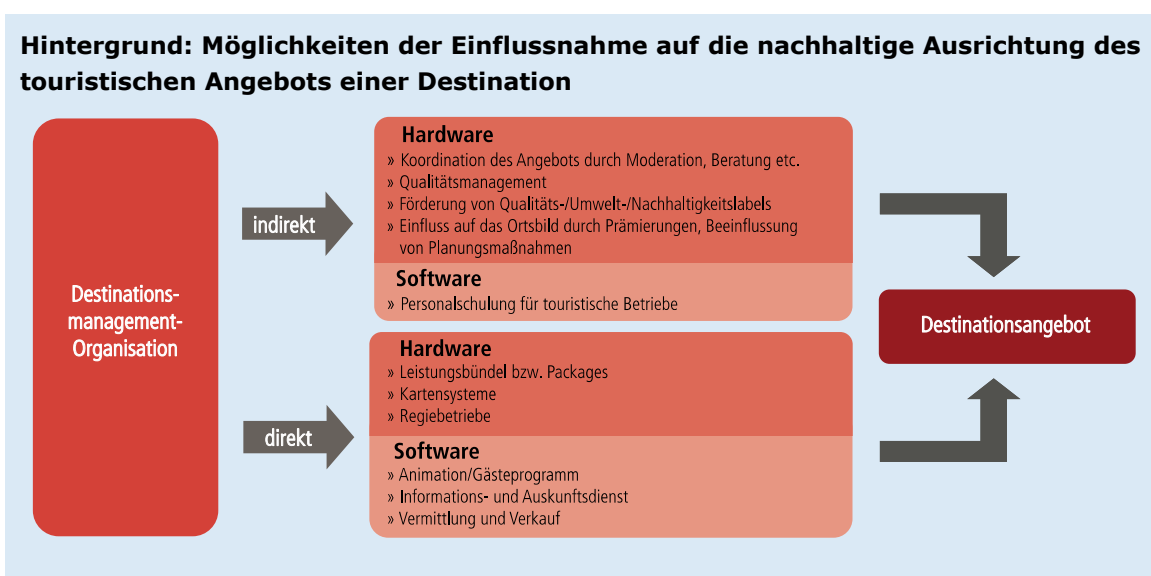 Hintergrund: Möglichkeiten der Einflussnahme auf die nachhaltige Ausrichtung des
touristischen Angebots einer Destination
Destinations-
management-
Organisation
indirekt
Hardware
» Koordination des Angebots durch Moderation, Beratung etc.
» Qualitätsmanagement
» Förderung von Qualitäts-/Umwelt-/Nachhaltigkeitslabels
» Einfluss auf das Ortsbild durch Prämierungen, Beeinflussung
von Planungsmaßnahmen
Software
» Personalschulung für touristische Betriebe
direkt
Hardware
» Leistungsbündel bzw. Packages
» Kartensysteme
» Regiebetriebe
Software
» Animation/Gästeprogramm
» Informations- und Auskunftsdienst
» Vermittlung und Verkauf
Destinationsangebot